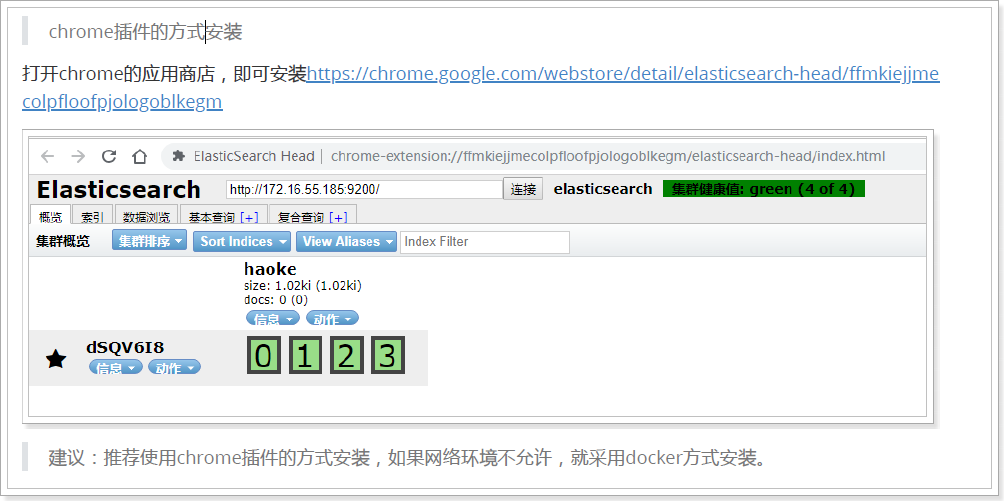 chrome插件的方式安装
打开chrome的应用商店，即可安装https://chrome.google.com/webstore/detail/elasticsearch-head/ffmkiejjme
colpfloofpjologoblkegm
ElasticSearch Head | chrome-extension://ffmkiejjmecolpfloofpjologoblkegm/elasticsearch-head/index.html
Elasticsearch http://172.16.55.185:9200/ 连接 elasticsearch 集群健康值: green (4 of 4)
概览 索引 数据浏览 基本查询 [+] 复合查询 [+]
集群概览 集群排序 Sort Indices View Aliases Index Filter
haoke
size: 1.02ki (1.02ki)
docs: 0 (0)
信息 动作
dSQV6I8 0 1 2 3
信息 动作
建议：推荐使用chrome插件的方式安装，如果网络环境不允许，就采用docker方式安装。